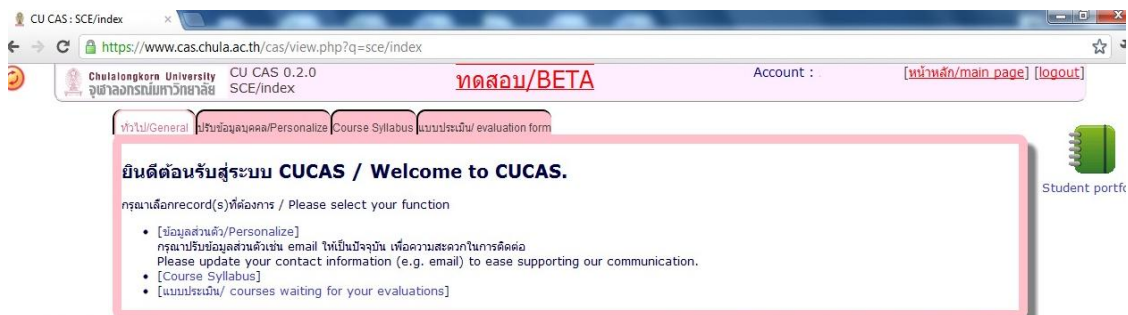 CU CAS : SCE/index
https://www.cas.chula.ac.th/cas/view.php?q=sce/index
Chulalongkorn University
จุฬาลงกรณ์มหาวิทยาลัย
CU CAS 0.2.0
SCE/index
ทดสอบ/BETA
Account :
[หน้าหลัก/main page] [logout]
ทั่วไป/General ปรับข้อมูลบุคคล/Personalize Course Syllabus แบบประเมิน/ evaluation form
ยินดีต้อนรับสู่ระบบ CUCAS / Welcome to CUCAS.
กรุณาเลือกrecord(s)ที่ต้องการ / Please select your function
• [ข้อมูลส่วนตัว/Personalize]
กรุณาปรับข้อมูลส่วนตัวเช่น email ให้เป็นปัจจุบัน เพื่อความสะดวกในการติดต่อ
Please update your contact information (e.g. email) to ease supporting our communication.
• [Course Syllabus]
• [แบบประเมิน/ courses waiting for your evaluations]
Student portfo